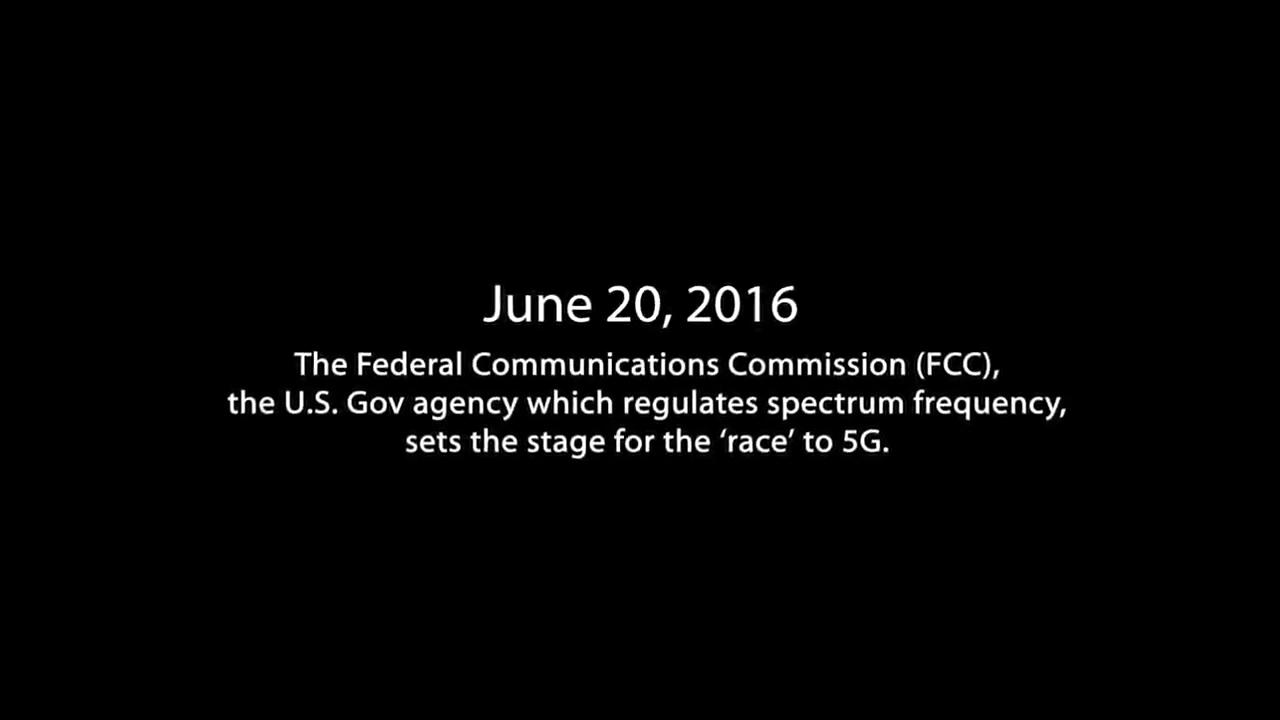 June 20, 2016
The Federal Communications Commission (FCC),
the U.S. Gov agency which regulates spectrum frequency,
sets the stage for the ‘race’ to 5G.